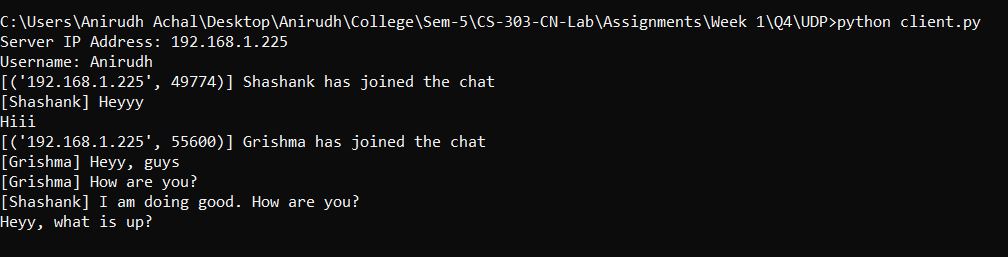 C:\Users\Anirudh Achal\Desktop\Anirudh\College\Sem-5\CS-303-CN-Lab\Assignments\Week 1\Q4\UDP>python client.py
Server IP Address: 192.168.1.225
Username: Anirudh
[('192.168.1.225', 49774)] Shashank has joined the chat
[Shashank] Heyyy
Hiii
[('192.168.1.225', 55600)] Grishma has joined the chat
[Grishma] Heyy, guys
[Grishma] How are you?
[Shashank] I am doing good. How are you?
Heyy, what is up?